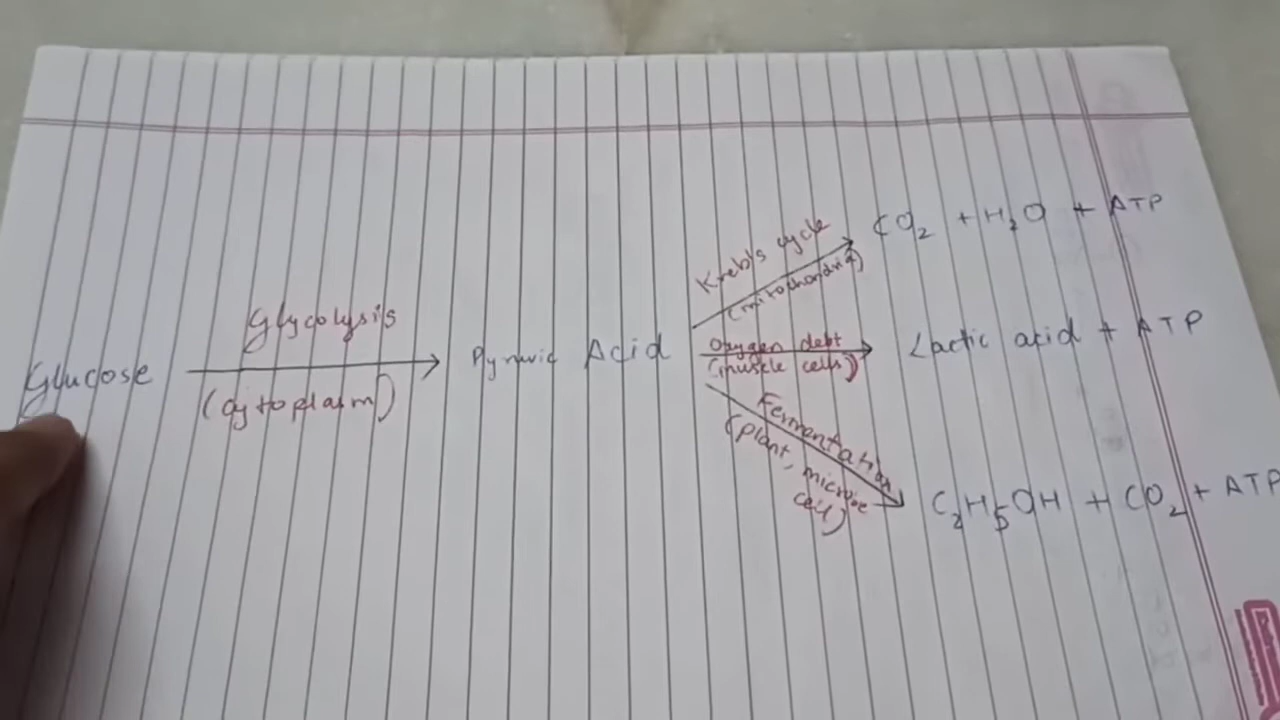 Glucose
Glycolysis
(cytoplasm)
Pyruvic Acid
Kreb's cycle
(mitochondria)
CO2 + H2O + ATP
Oxygen debt
(muscle cells)
Lactic acid + ATP
Fermentation
(plant, microbe
cell)
C2H5OH + CO2 + ATP